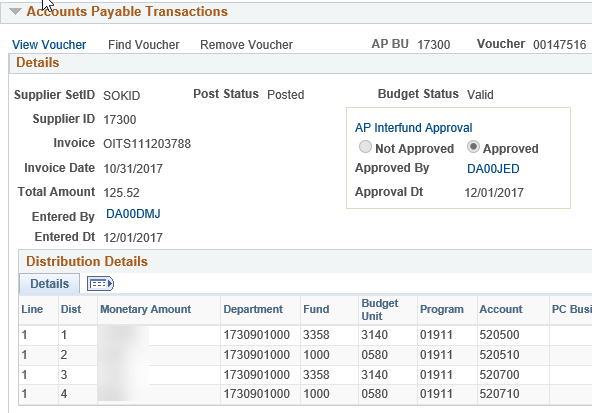 Accounts Payable Transactions
View Voucher Find Voucher Remove Voucher AP BU 17300 Voucher 00147516
Details
Supplier SetID SOKID Post Status Posted Budget Status Valid
Supplier ID 17300
AP Interfund Approval
Invoice OITS111203788
Not Approved Approved
Invoice Date 10/31/2017
Approved By DA00JED
Total Amount 125.52
Approval Dt 12/01/2017
Entered By DA00DMJ
Entered Dt 12/01/2017
Distribution Details
Details
Line Dist Monetary Amount Department Fund Budget Unit Program Account PC Busi
1 1 1730901000 3358 3140 01911 520500
1 2 1730901000 1000 0580 01911 520510
1 3 1730901000 3358 3140 01911 520700
1 4 1730901000 1000 0580 01911 520710